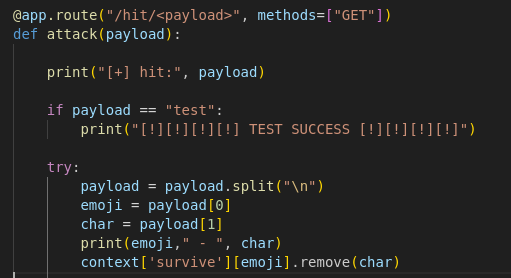 @app.route("/hit/<payload>", methods=["GET"])
def attack(payload):
print("[+] hit:", payload)
if payload == "test":
print("[!][!][!][!] TEST SUCCESS [!][!][!][!]")
try:
payload = payload.split("\n")
emoji = payload[0]
char = payload[1]
print(emoji," - ", char)
context['survive'][emoji].remove(char)